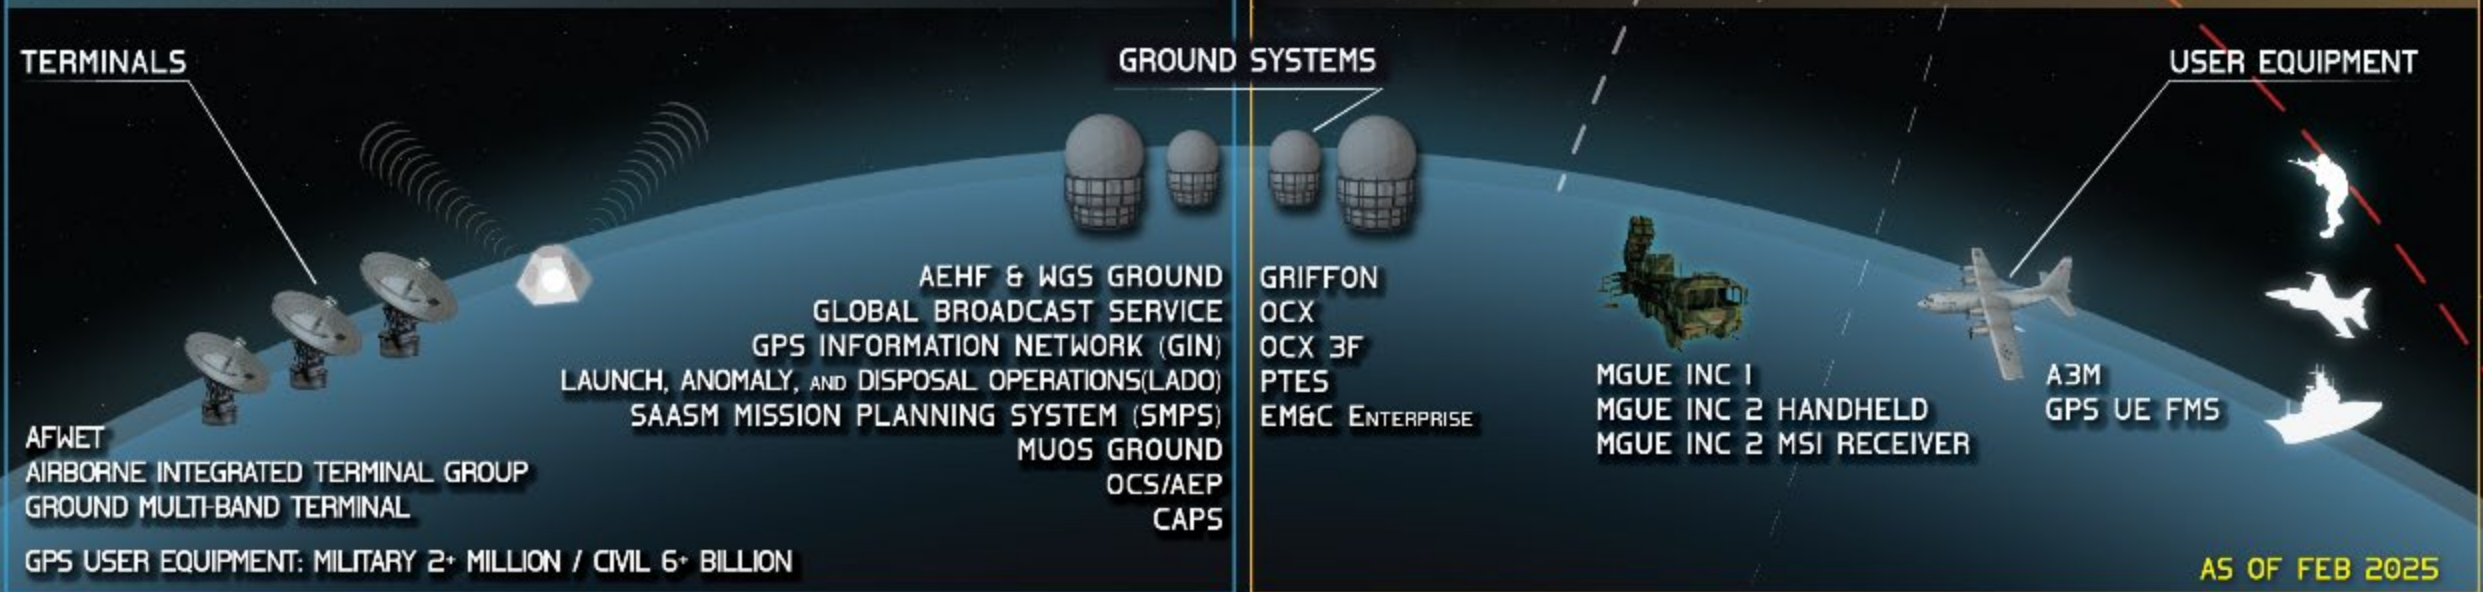 TERMINALS
GROUND SYSTEMS
USER EQUIPMENT
AFWET
AIRBORNE INTEGRATED TERMINAL GROUP
GROUND MULTI-BAND TERMINAL
GPS USER EQUIPMENT: MILITARY 2+ MILLION / CIVIL 6+ BILLION
AEHF & WGS GROUND
GLOBAL BROADCAST SERVICE
GPS INFORMATION NETWORK (GIN)
LAUNCH, ANOMALY, AND DISPOSAL OPERATIONS(LADO)
SAASM MISSION PLANNING SYSTEM (SMPS)
MUOS GROUND
OCS/AEP
CAPS
GRIFFON
OCX
OCX 3F
PTES
EM&C ENTERPRISE
MGUE INC 1
MGUE INC 2 HANDHELD
MGUE INC 2 MSI RECEIVER
A3M
GPS UE FMS
AS OF FEB 2025